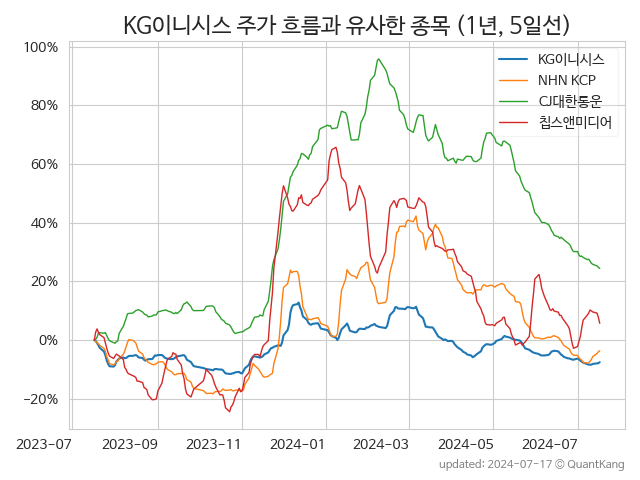 KG이니시스 주가 흐름과 유사한 종목 (1년, 5일선)
100%
80%
60%
40%
20%
0%
−20%
KG이니시스
NHN KCP
CJ대한통운
칩스앤미디어
2023−07 2023−09 2023−11 2024−01 2024−03 2024−05 2024−07
updated: 2024-07-17 © QuantKang